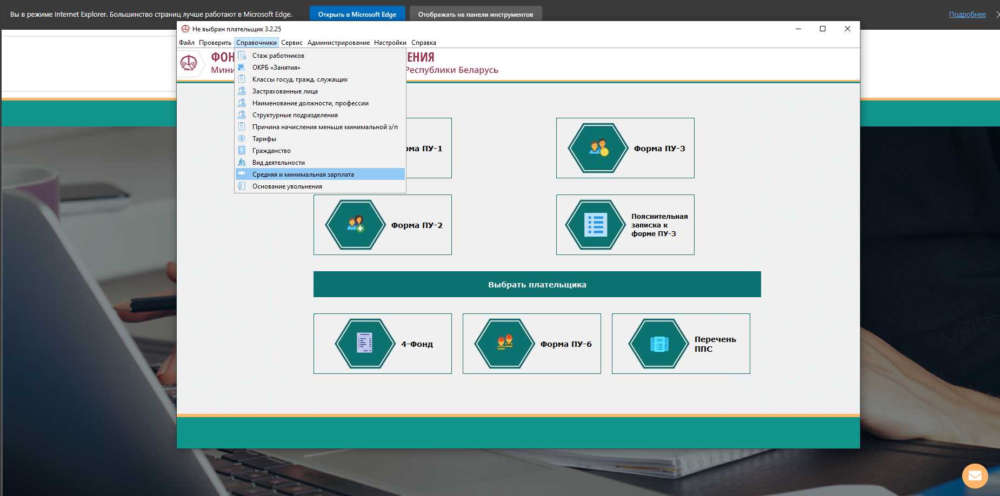 Вы в режиме Internet Explorer. Большинство страниц лучше работают в Microsoft Edge.
Открыть в Microsoft Edge
Отображать на панели инструментов
Подробнее
Не выбран плательщик 3.2.25
Файл Проверить Справочники Сервис Администрирование Настройки Справка
ФОН
ЕНИЯ
Мини
Республики Беларусь
Стаж работников
ОКРБ «Занятия»
Классы госуд. гражд. служащих
Застрахованные лица
Наименование должности, профессии
Структурные подразделения
Причина начисления меньше минимальной з/п
Тарифы
Гражданство
Вид деятельности
Средняя и минимальная зарплата
Основание увольнения
рма ПУ-1
Форма ПУ-3
Форма ПУ-2
Пояснительная
записка к
форме ПУ-3
Выбрать плательщика
4-Фонд
Форма ПУ-6
Перечень
ППС